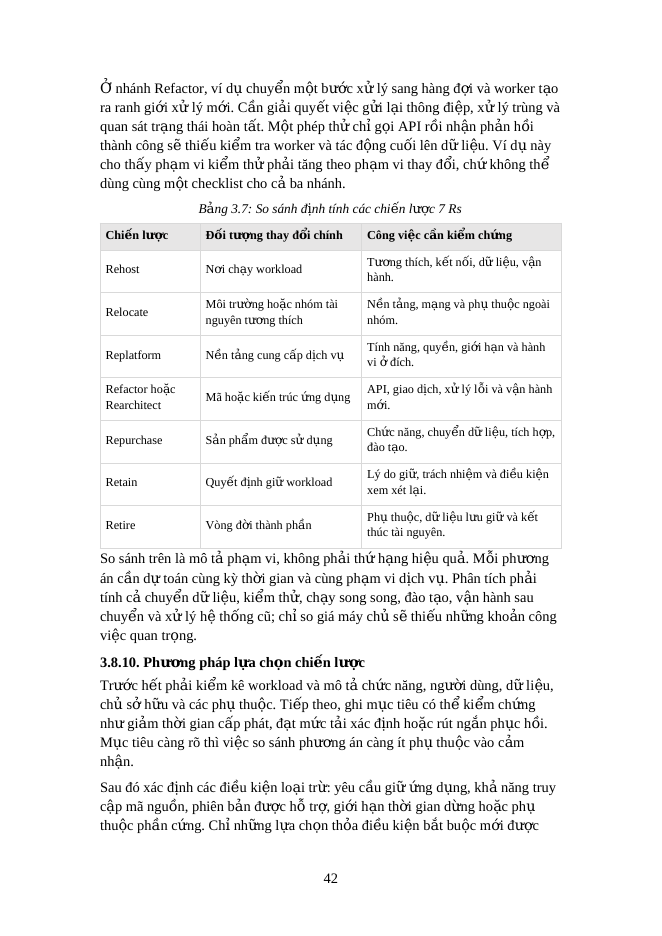 Ở nhánh Refactor, ví dụ chuyển một bước xử lý sang hàng đợi và worker tạo
ra ranh giới xử lý mới. Cần giải quyết việc gửi lại thông điệp, xử lý trùng và
quan sát trạng thái hoàn tất. Một phép thử chỉ gọi API rồi nhận phản hồi
thành công sẽ thiếu kiểm tra worker và tác động cuối lên dữ liệu. Ví dụ này
cho thấy phạm vi kiểm thử phải tăng theo phạm vi thay đổi, chứ không thể
dùng cùng một checklist cho cả ba nhánh.
Bảng 3.7: So sánh định tính các chiến lược 7 Rs
Chiến lược Đối tượng thay đổi chính Công việc cần kiểm chứng
Rehost Nơi chạy workload Tương thích, kết nối, dữ liệu, vận
hành.
Relocate Môi trường hoặc nhóm tài
nguyên tương thích Nền tảng, mạng và phụ thuộc ngoài
nhóm.
Replatform Nền tảng cung cấp dịch vụ Tính năng, quyền, giới hạn và hành
vi ở đích.
Refactor hoặc
Rearchitect Mã hoặc kiến trúc ứng dụng API, giao dịch, xử lý lỗi và vận hành
mới.
Repurchase Sản phẩm được sử dụng Chức năng, chuyển dữ liệu, tích hợp,
đào tạo.
Retain Quyết định giữ workload Lý do giữ, trách nhiệm và điều kiện
xem xét lại.
Retire Vòng đời thành phần Phụ thuộc, dữ liệu lưu giữ và kết
thúc tài nguyên.
So sánh trên là mô tả phạm vi, không phải thứ hạng hiệu quả. Mỗi phương
án cần dự toán cùng kỳ thời gian và cùng phạm vi dịch vụ. Phân tích phải
tính cả chuyển dữ liệu, kiểm thử, chạy song song, đào tạo, vận hành sau
chuyển và xử lý hệ thống cũ; chỉ so giá máy chủ sẽ thiếu những khoản công
việc quan trọng.
3.8.10. Phương pháp lựa chọn chiến lược
Trước hết phải kiểm kê workload và mô tả chức năng, người dùng, dữ liệu,
chủ sở hữu và các phụ thuộc. Tiếp theo, ghi mục tiêu có thể kiểm chứng
như giảm thời gian cấp phát, đạt mức tải xác định hoặc rút ngắn phục hồi.
Mục tiêu càng rõ thì việc so sánh phương án càng ít phụ thuộc vào cảm
nhận.
Sau đó xác định các điều kiện loại trừ: yêu cầu giữ ứng dụng, khả năng truy
cập mã nguồn, phiên bản được hỗ trợ, giới hạn thời gian dừng hoặc phụ
thuộc phần cứng. Chỉ những lựa chọn thỏa điều kiện bắt buộc mới được
42